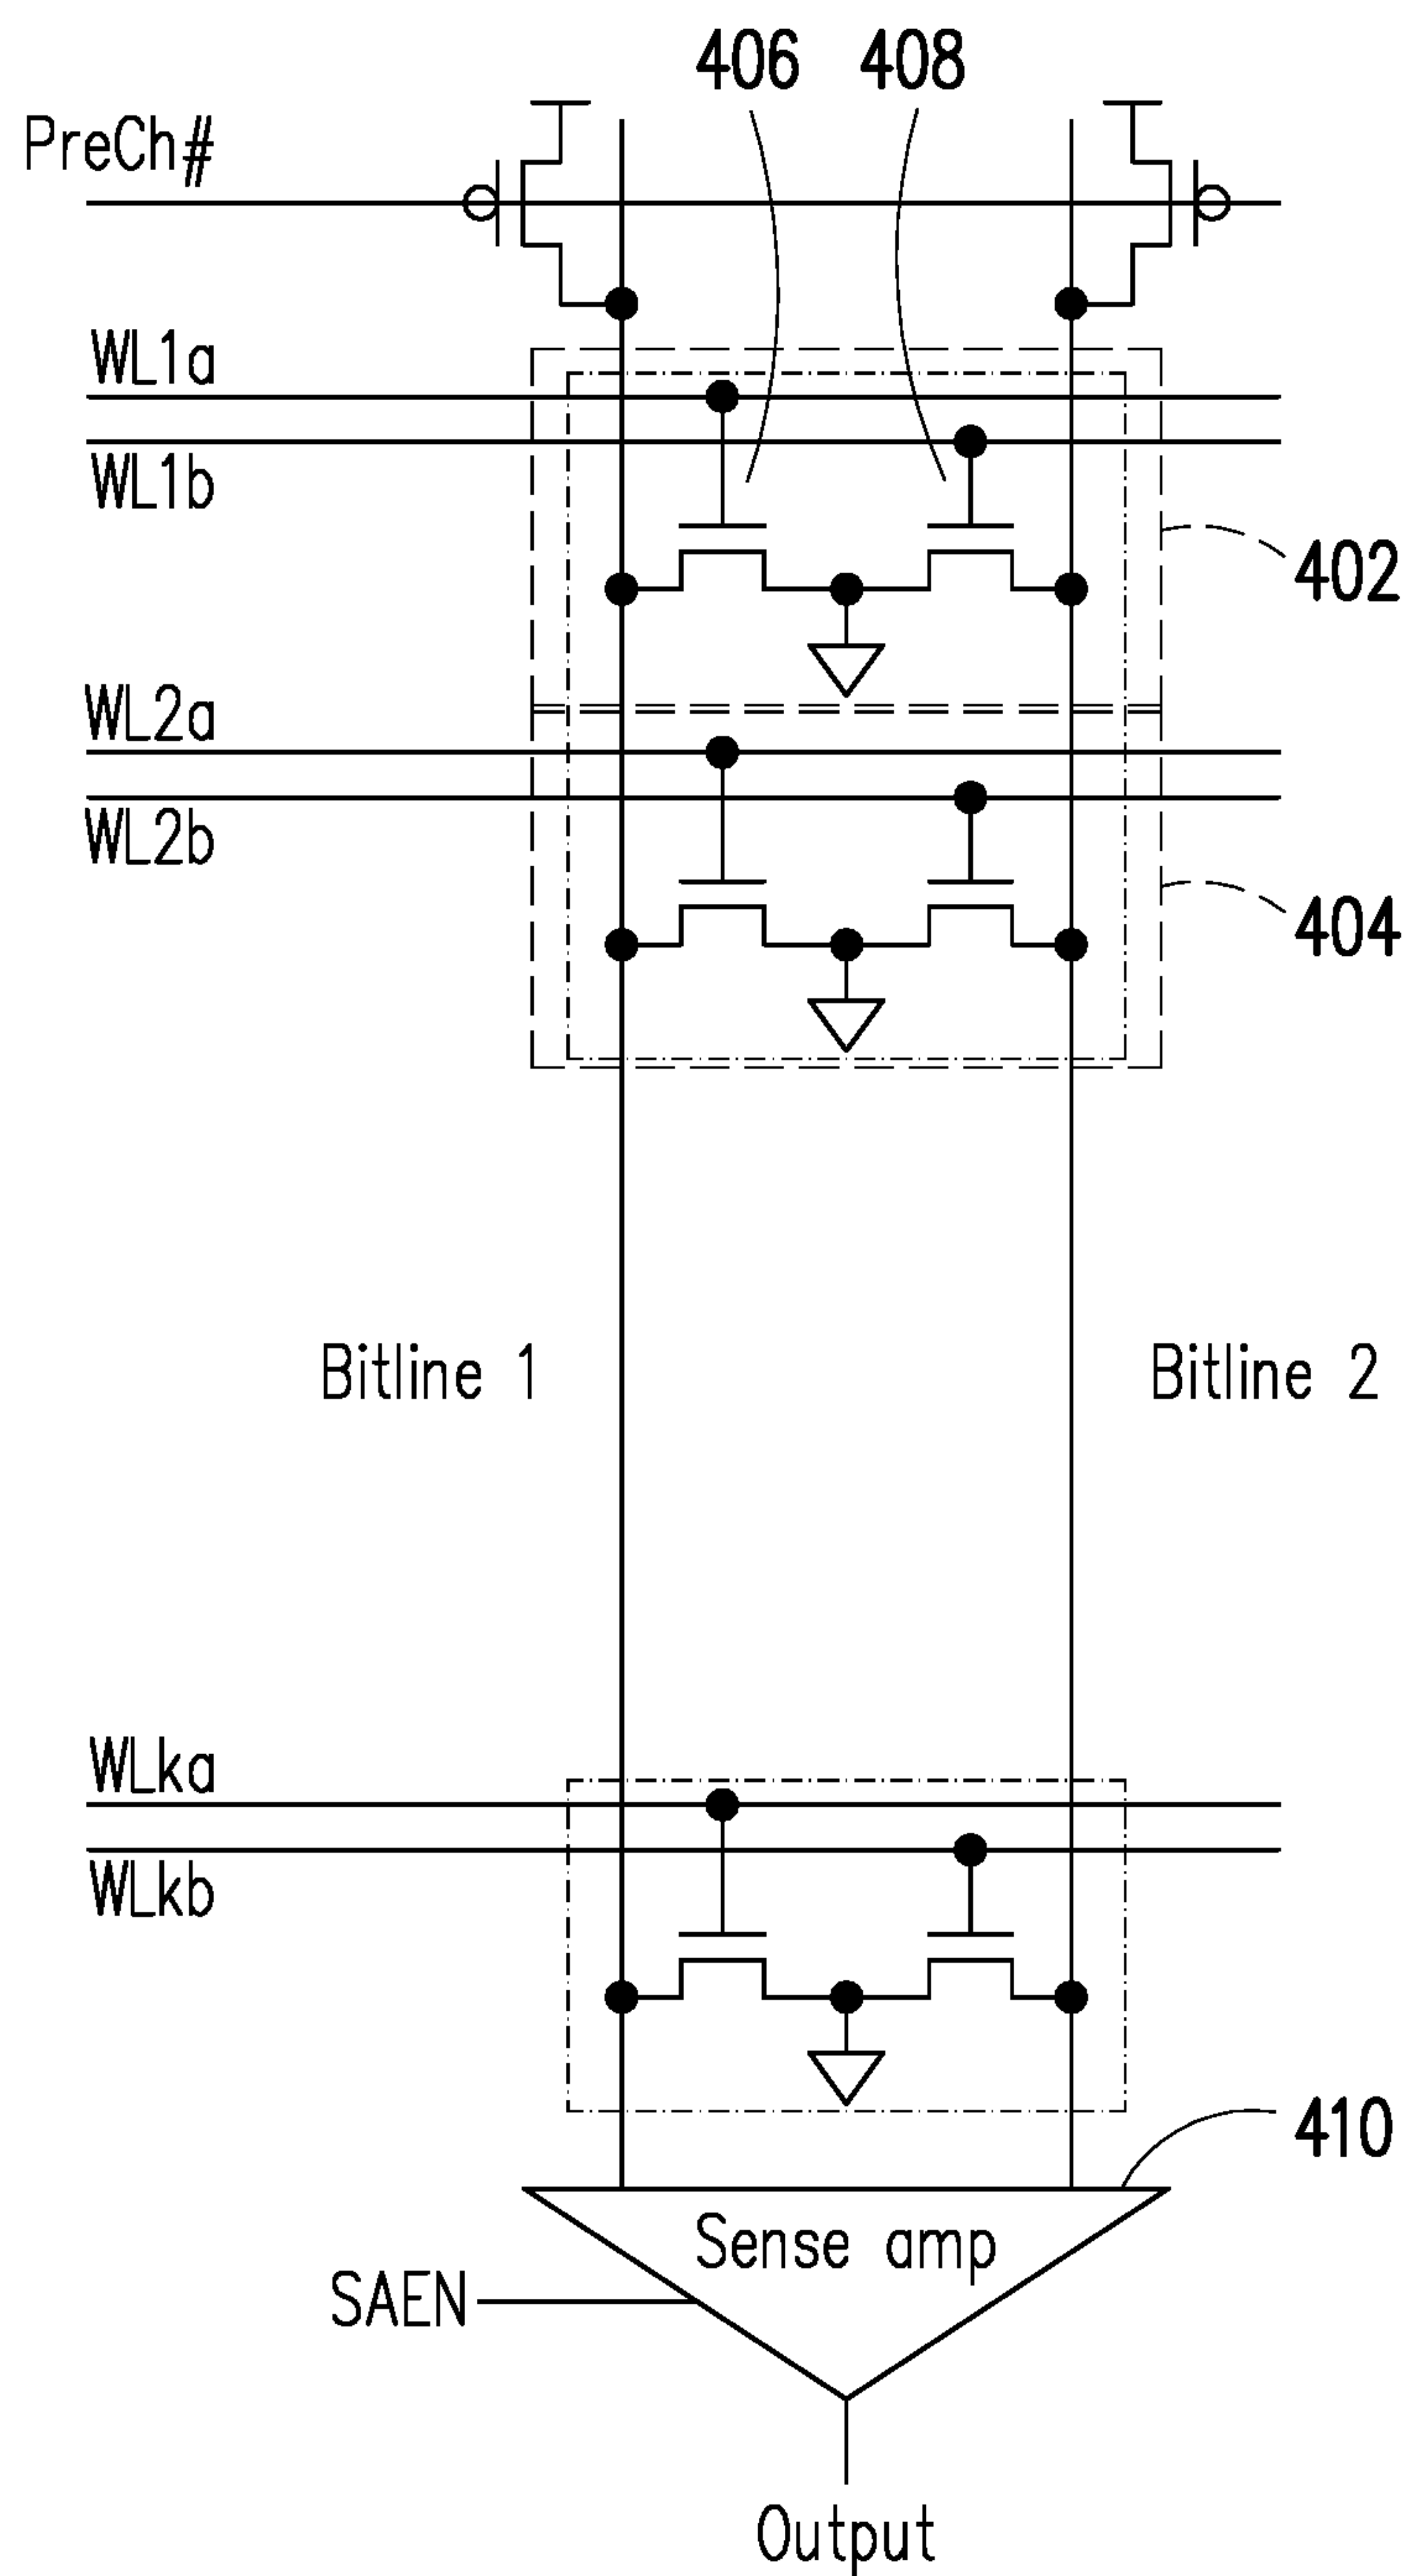 406 408
PreCh#
WL1a
WL1b
402
WL2a
WL2b
404
Bitline 1
Bitline 2
WLka
WLkb
410
Sense amp
SAEN
Output